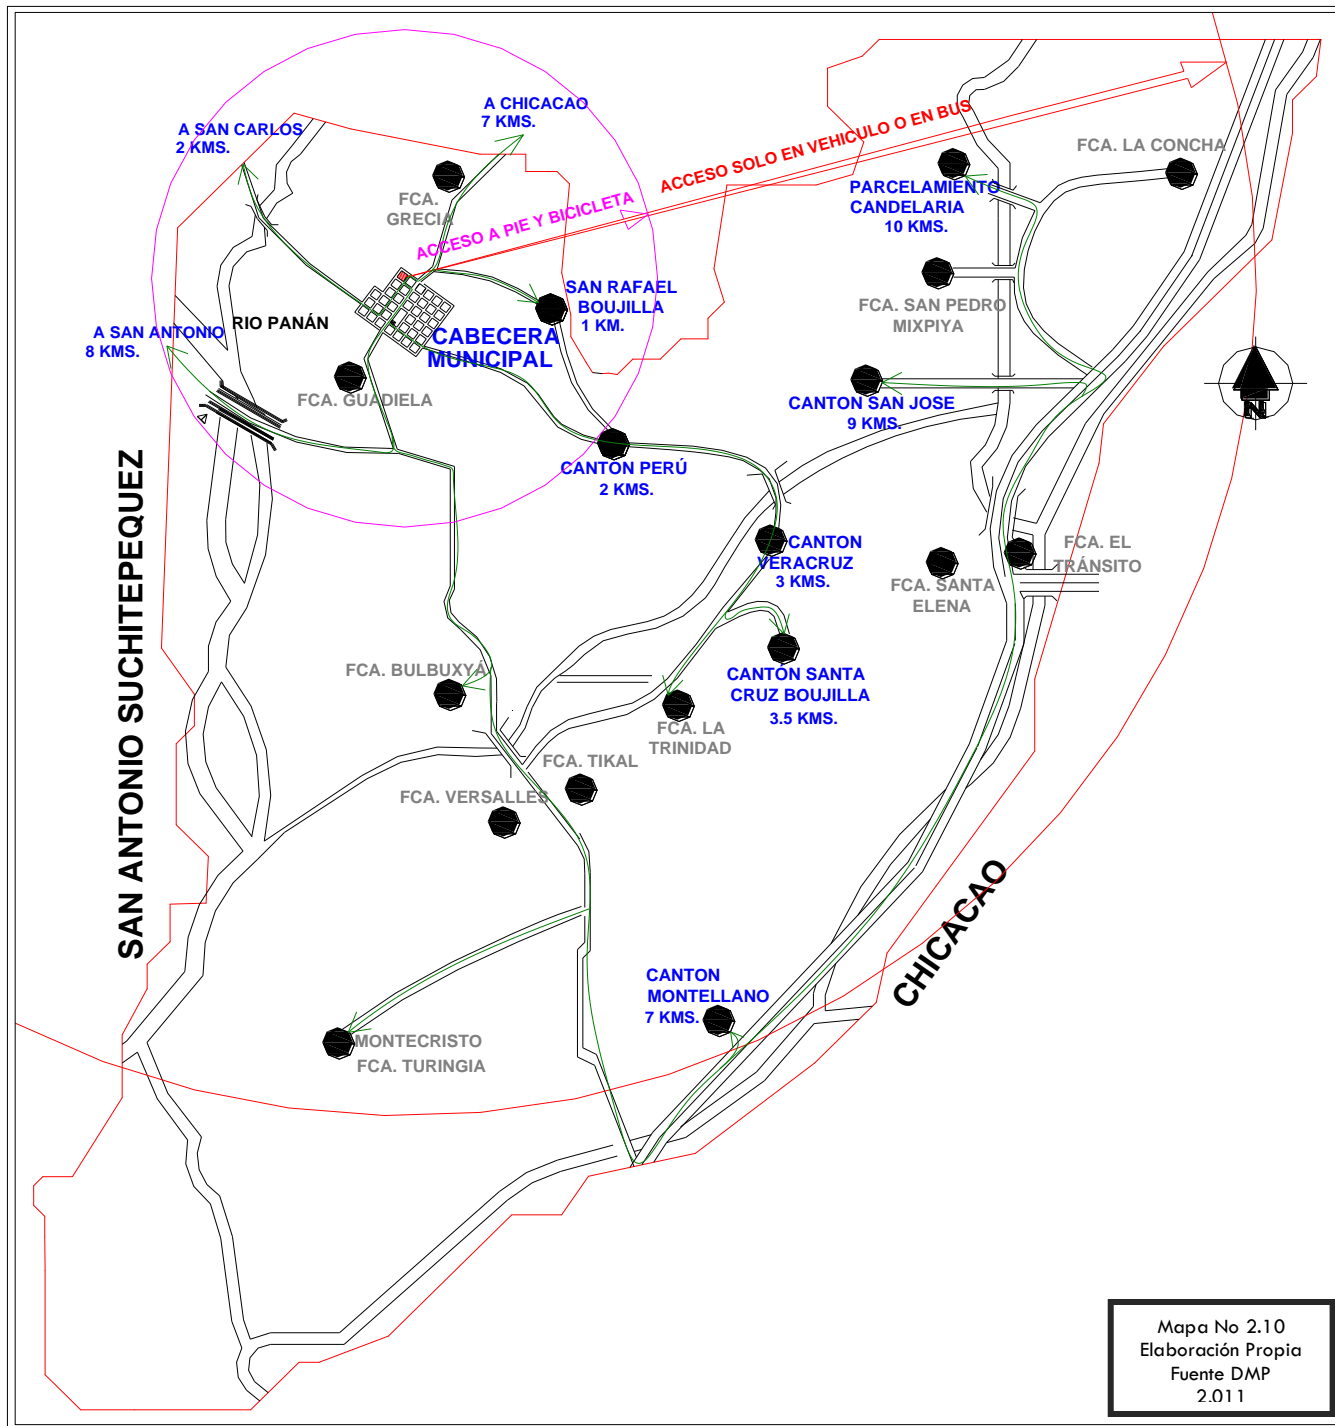 A CHICACAO
7 KMS.
A SAN CARLOS
2 KMS.
ACCESO SOLO EN VEHICULO O EN BUS
FCA. LA CONCHA
FCA.
GRECIA
PARCELAMIENTO
CANDELARIA
10 KMS.
ACCESO A PIE Y BICICLETA
SAN RAFAEL
BOUJILLA
1 KM.
FCA. SAN PEDRO
MIXPIYA
RIO PANÁN
A SAN ANTONIO
8 KMS.
CABECERA
MUNICIPAL
FCA. GUADIELA
CANTON SAN JOSE
9 KMS.
N
CANTON PERÚ
2 KMS.
SAN ANTONIO SUCHITEPEQUEZ
CANTON
VERACRUZ
3 KMS.
FCA. SANTA
ELENA
FCA. EL
TRÁNSITO
FCA. BULBUXYÁ
CANTÓN SANTA
CRUZ BOUJILLA
3.5 KMS.
FCA. LA
TRINIDAD
FCA. TIKAL
FCA. VERSALLES
CHICACAO
CANTON
MONTELLANO
7 KMS.
MONTECRISTO
FCA. TURINGIA
Mapa No 2.10
Elaboración Propia
Fuente DMP
2.011